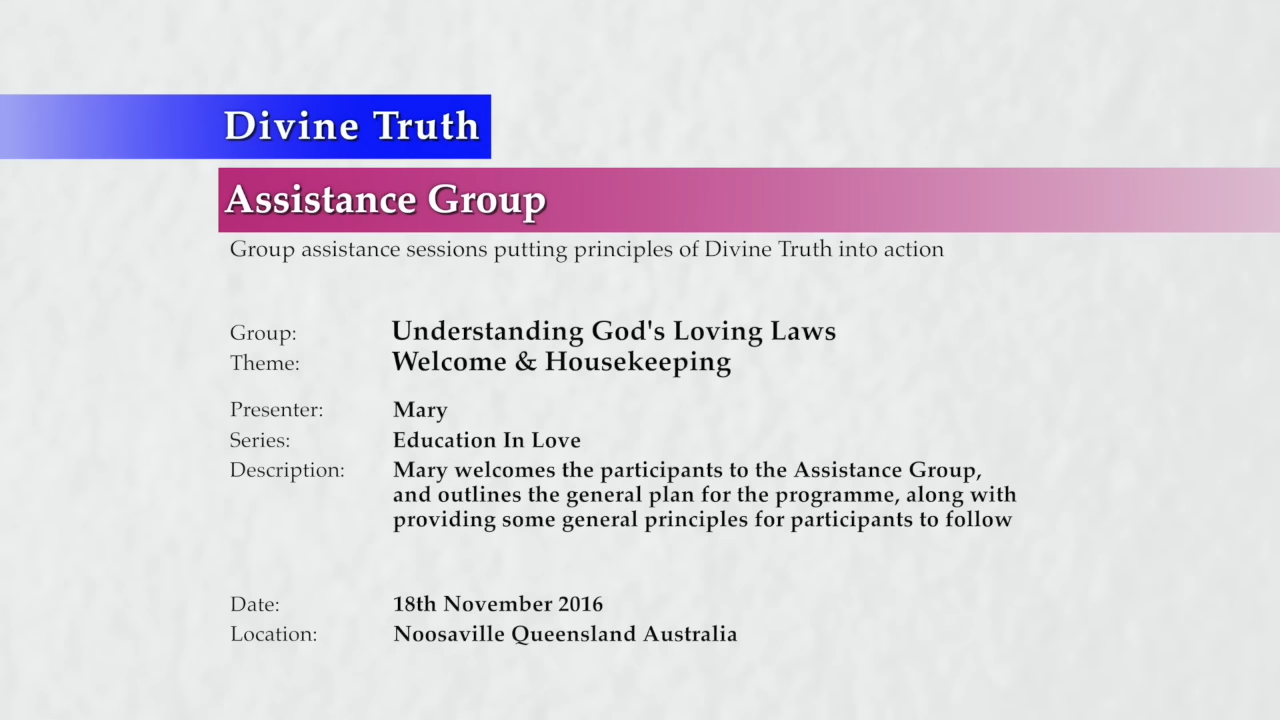 Divine Truth
Assistance Group
Group assistance sessions putting principles of Divine Truth into action
Group: Understanding God's Loving Laws
Theme: Welcome & Housekeeping
Presenter: Mary
Series: Education In Love
Description: Mary welcomes the participants to the Assistance Group,
and outlines the general plan for the programme, along with
providing some general principles for participants to follow
Date: 18th November 2016
Location: Noosaville Queensland Australia